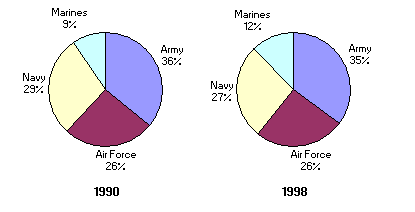 Marines
9%
Army
36%
Navy
29%
Air Force
26%
1990
Marines
12%
Army
35%
Navy
27%
Air Force
26%
1998